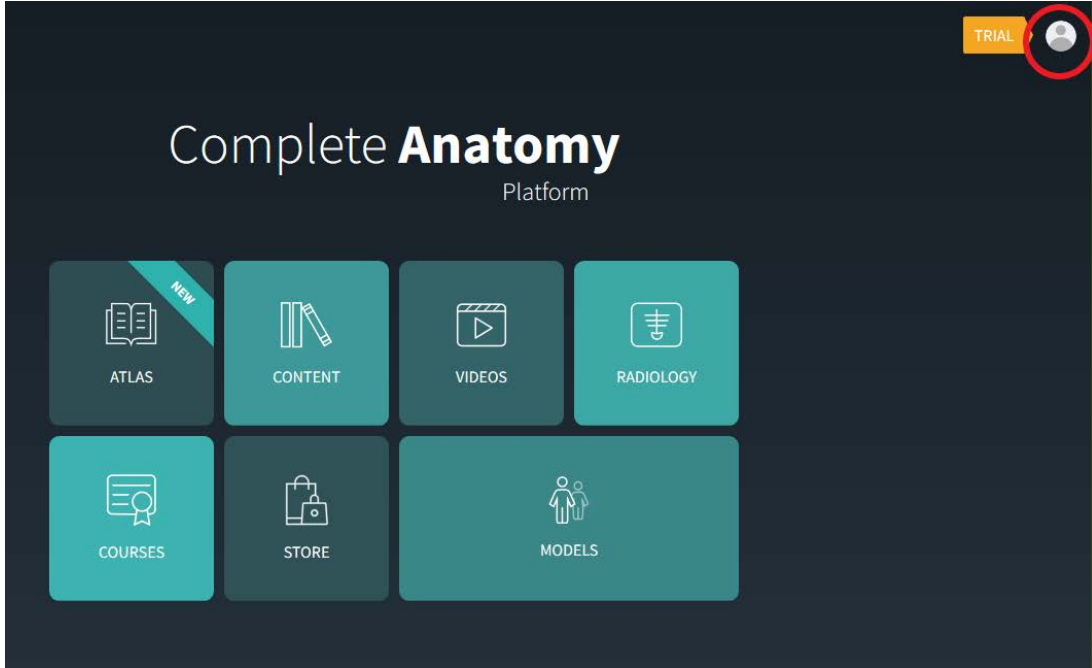 TRIAL
Complete Anatomy
Platform
NEW
ATLAS
CONTENT
VIDEOS
RADIOLOGY
COURSES
STORE
MODELS